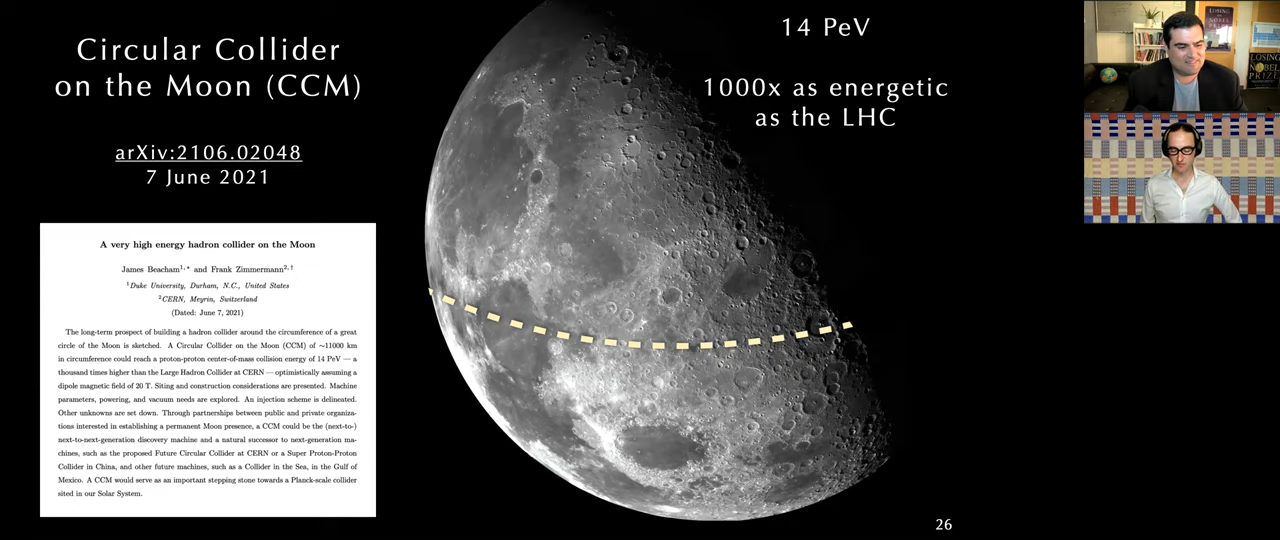 Circular Collider
on the Moon (CCM)
arXiv:2106.02048
7 June 2021
A very high energy hadron collider on the Moon
James Beacham1,* and Frank Zimmermann2,†
1Duke University, Durham, N.C., United States
2CERN, Meyrin, Switzerland
(Dated: June 7, 2021)
The long-term prospect of building a hadron collider around the circumference of a great
circle of the Moon is sketched. A Circular Collider on the Moon (CCM) of ~11000 km
in circumference could reach a proton-proton center-of-mass collision energy of 14 PeV — a
thousand times higher than the Large Hadron Collider at CERN — optimistically assuming a
dipole magnetic field of 20 T. Siting and construction considerations are presented. Machine
parameters, powering, and vacuum needs are explored. An injection scheme is delineated.
Other unknowns are set down. Through partnerships between public and private organiza-
tions interested in establishing a permanent Moon presence, a CCM could be the (next-to-)
next-to-next-generation discovery machine and a natural successor to next-generation ma-
chines, such as the proposed Future Circular Collider at CERN or a Super Proton-Proton
Collider in China, and other future machines, such as a Collider in the Sea, in the Gulf of
Mexico. A CCM would serve as an important stepping stone towards a Planck-scale collider
sited in our Solar System.
14 PeV
1000x as energetic
as the LHC
26
LOSING
NOBEL
PRIZE
LOSING
NOBEL
PRIZE